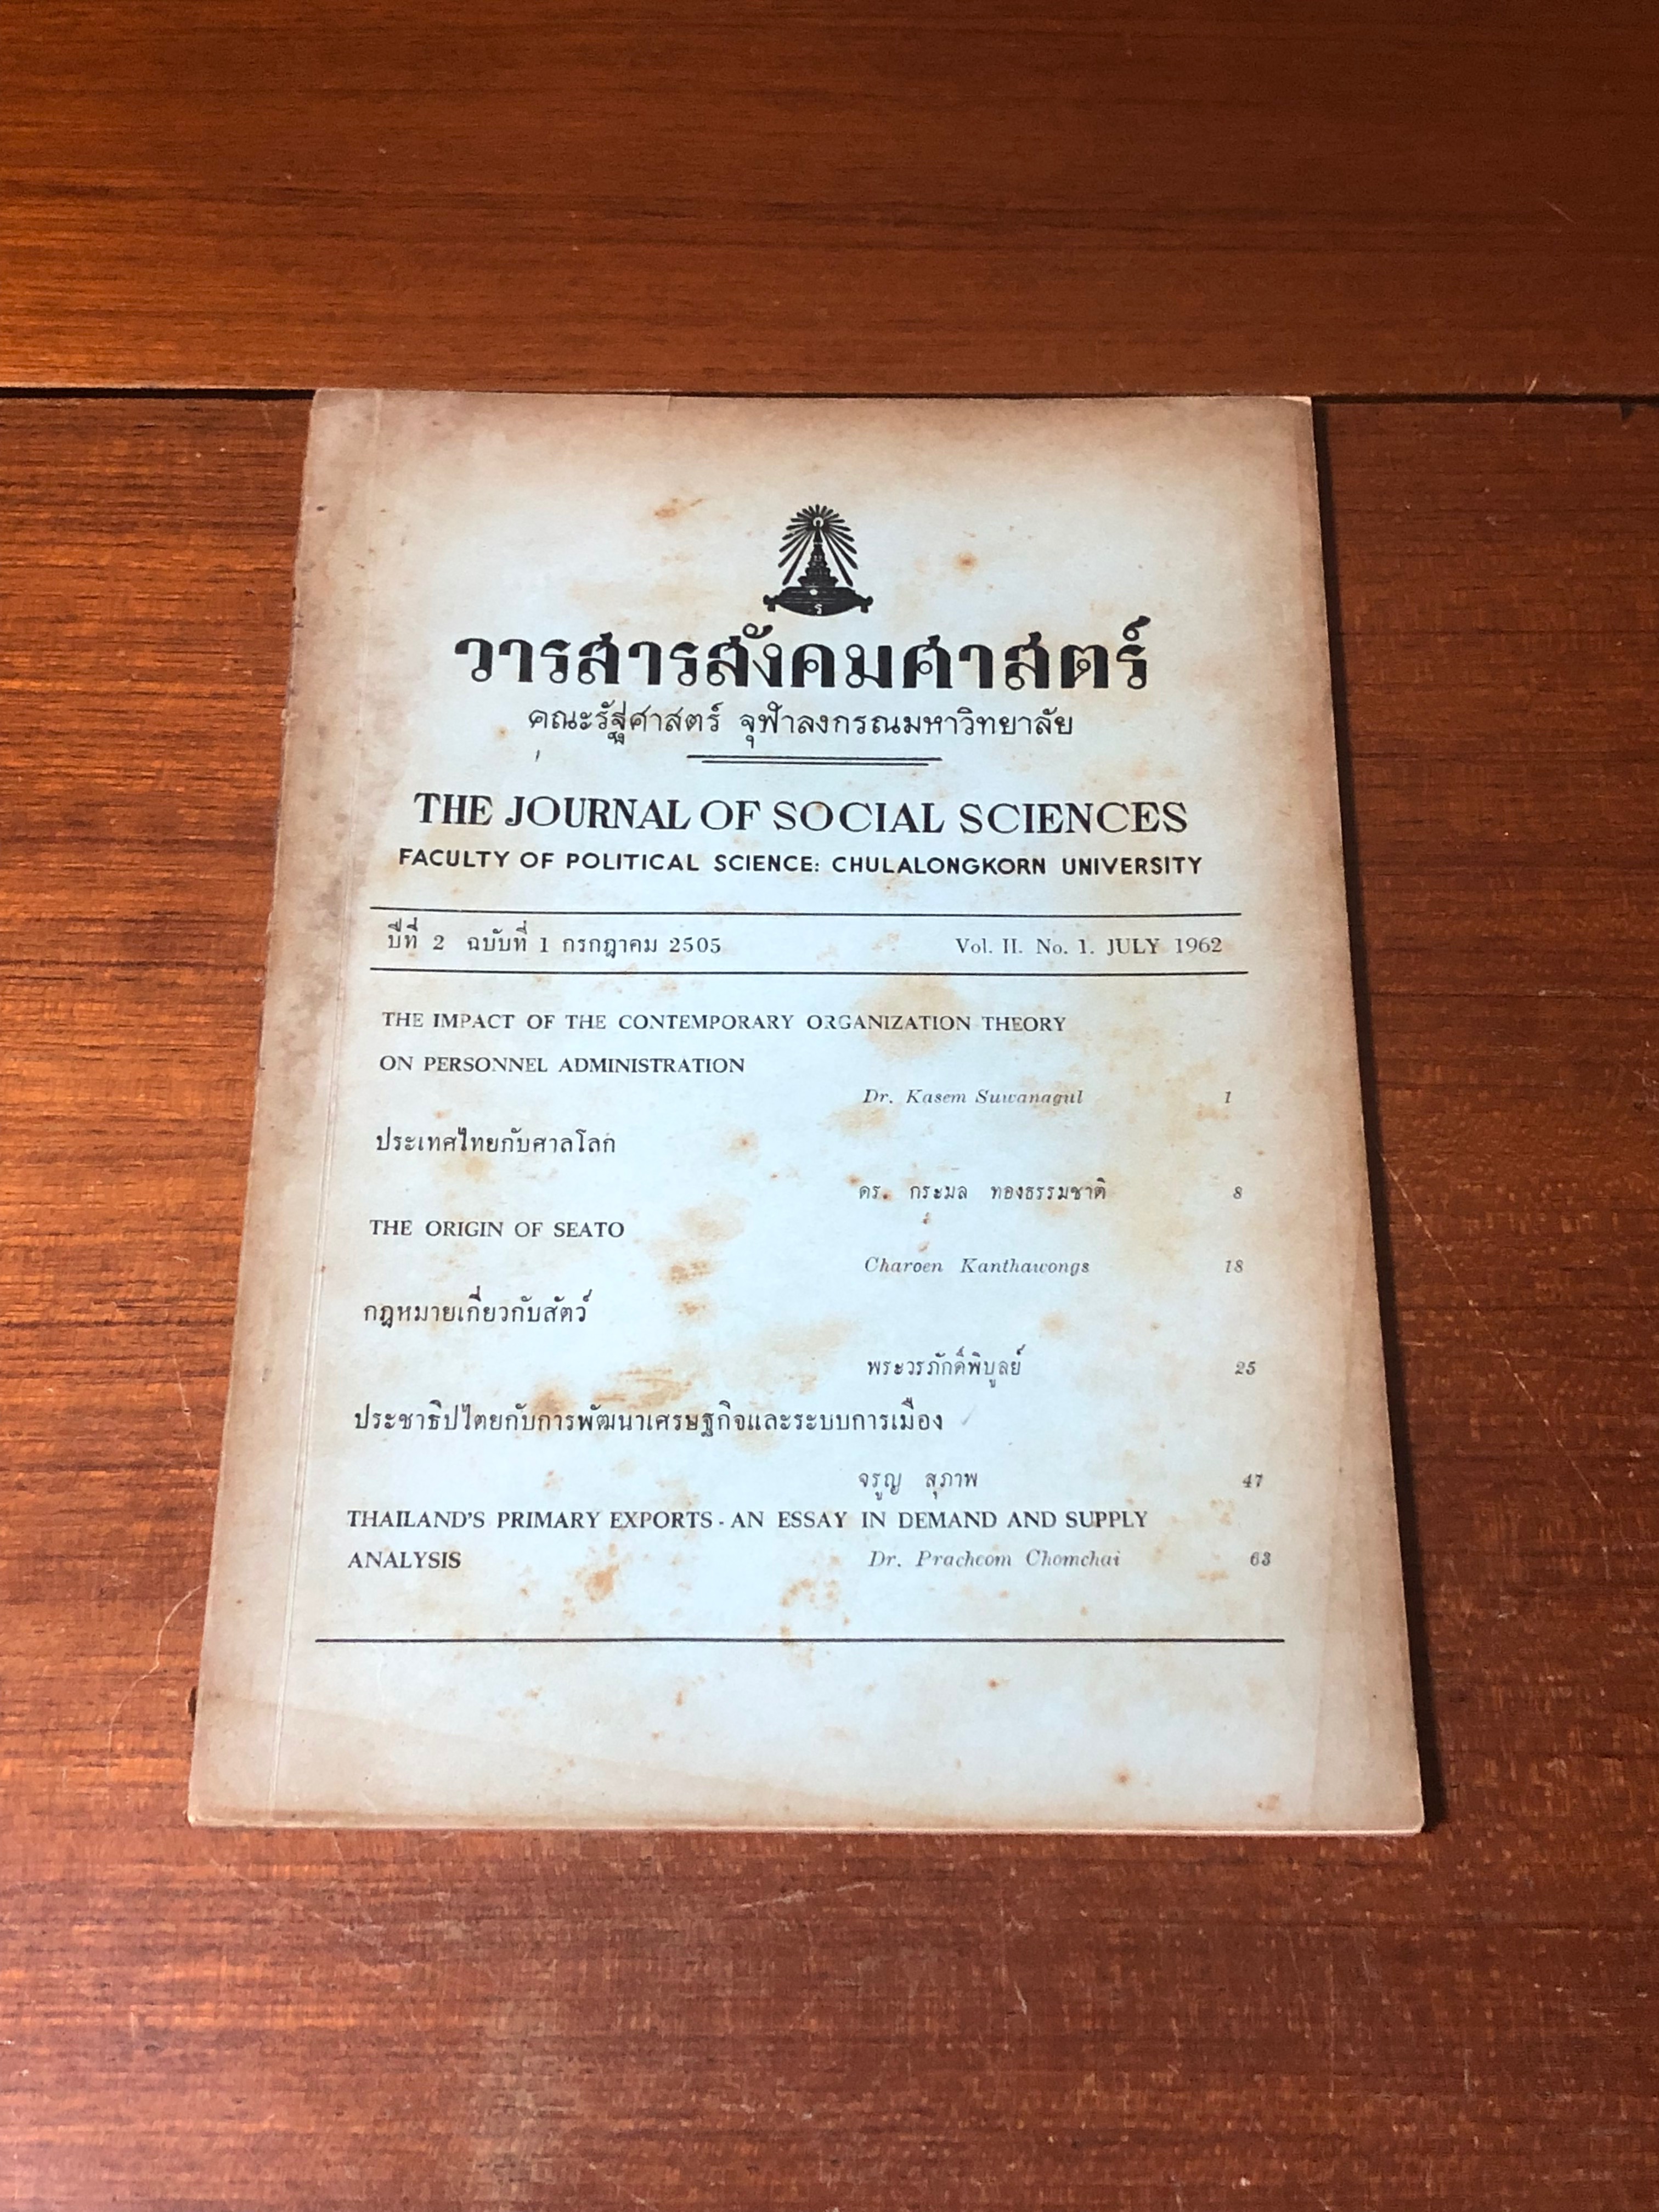 วารสารสังคมศาสตร์
คณะรัฐศาสตร์ จุฬาลงกรณมหาวิทยาลัย
THE JOURNAL OF SOCIAL SCIENCES
FACULTY OF POLITICAL SCIENCE: CHULALONGKORN UNIVERSITY
ปีที่ 2 ฉบับที่ 1 กรกฎาคม 2505 Vol. II. No. 1. JULY 1962
THE IMPACT OF THE CONTEMPORARY ORGANIZATION THEORY
ON PERSONNEL ADMINISTRATION
Dr. Kasem Suwanagul 1
ประเทศไทยกับศาลโลก
ดร. กระมล ทองธรรมชาติ 8
THE ORIGIN OF SEATO
Charoen Kanthawongs 18
กฎหมายเกี่ยวกับสัตว์
พระวรภักดิ์พิบูลย์ 25
ประชาธิปไตยกับการพัฒนาเศรษฐกิจและระบบการเมือง
จรูญ สุภาพ 47
THAILAND'S PRIMARY EXPORTS - AN ESSAY IN DEMAND AND SUPPLY
ANALYSIS Dr. Prachoom Chomchai 63